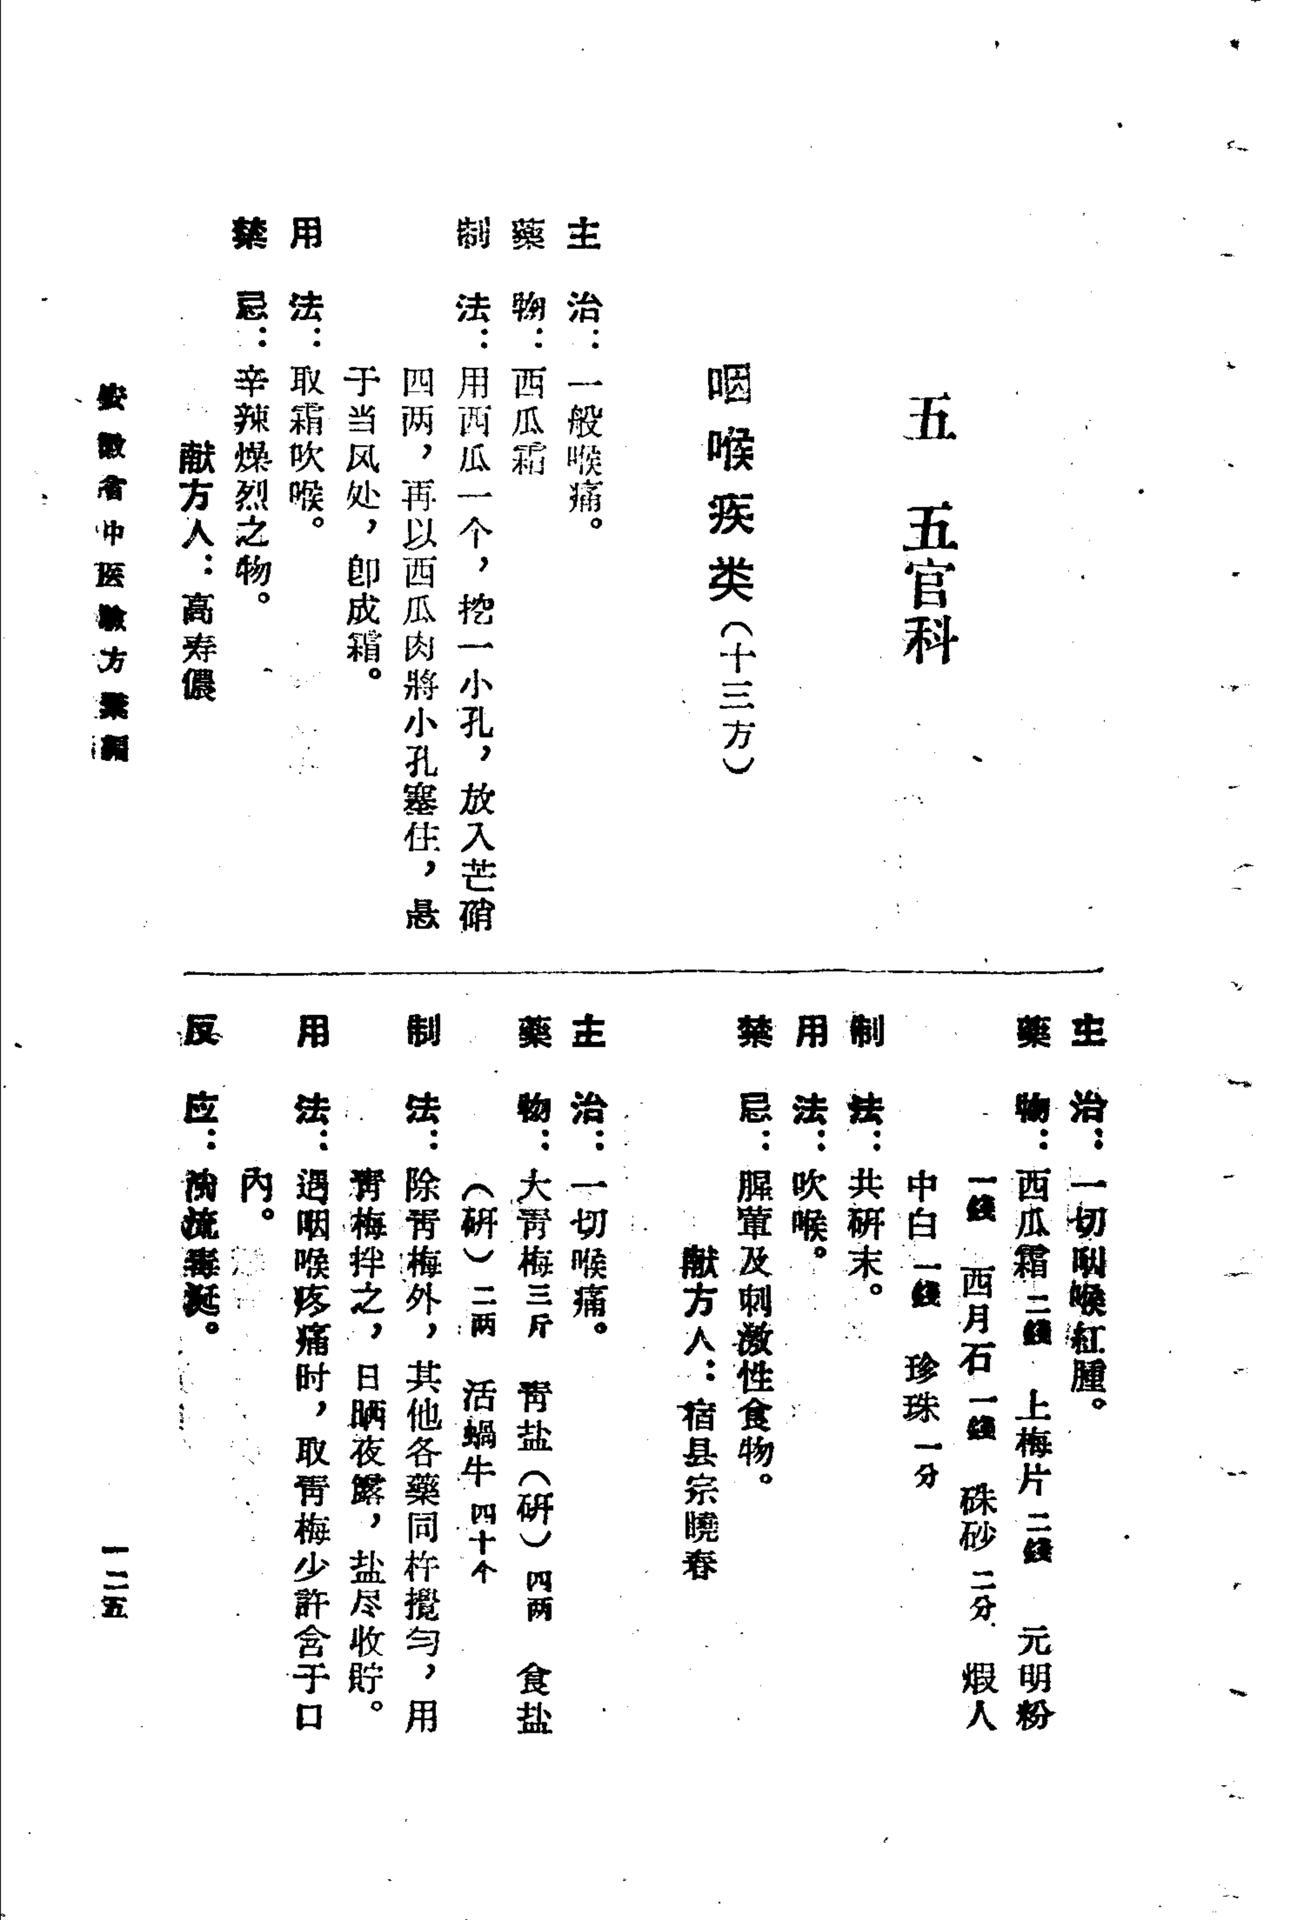 五　五官科
咽喉疾类（十三方）
主　治：一般喉痛。
藥　物：西瓜霜
制　法：用西瓜一个，挖一小孔，放入芒硝
四两，再以西瓜肉將小孔塞住，悬
于当风处，卽成霜。
用　法：取霜吹喉。
禁　忌：辛辣燥烈之物。
献方人：高寿儂
主　治：一切咽喉紅腫。
藥　物：西瓜霜二錢　上梅片二錢　元明粉
一錢　西月石一錢　硃砂二分　煆人
中白一錢　珍珠一分
制　法：共研末。
用　法：吹喉。
禁　忌：腥葷及刺激性食物。
献方人：宿县宗曉春
主　治：一切喉痛。
藥　物：大靑梅三斤　靑盐（研）四两　食盐
（研）二两　活蝸牛四十个
制　法：除靑梅外，其他各藥同杵攪匀，用
靑梅拌之，日晒夜露，盐尽收貯。
用　法：遇咽喉疼痛时，取靑梅少許含于口
內。
反　应：流毒涎。
安徽省中医驗方彙編
一二五